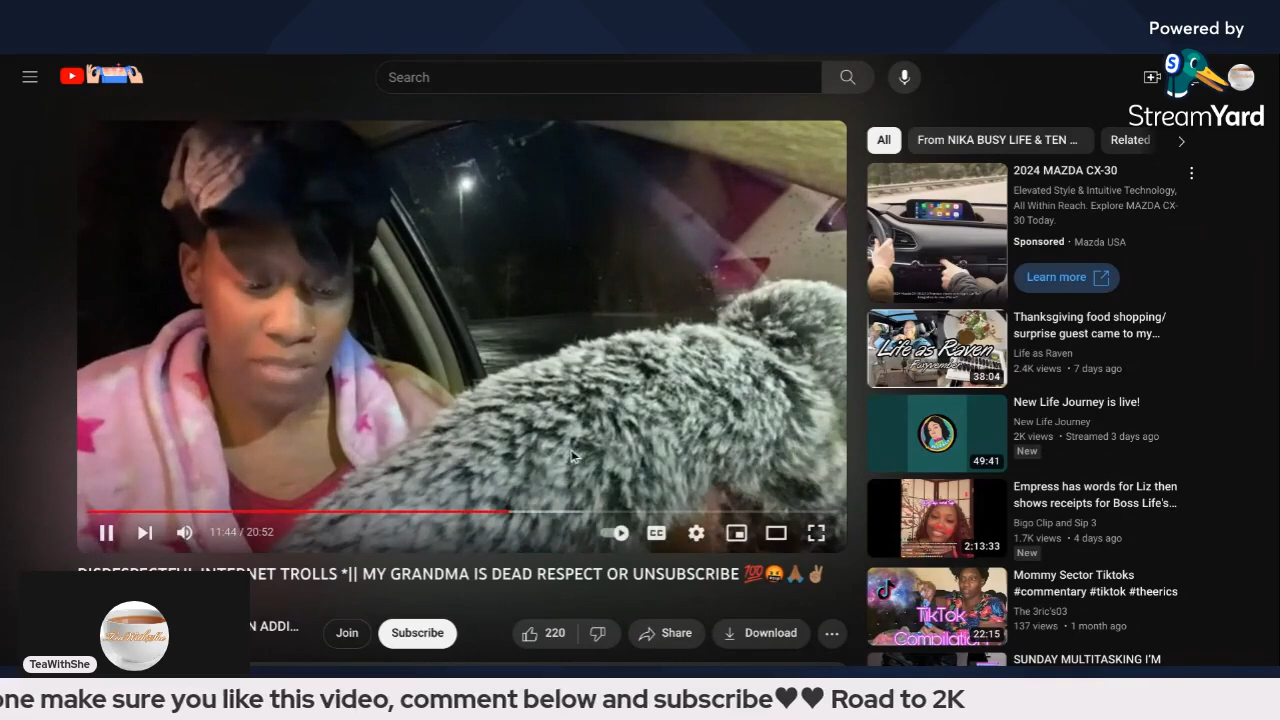 Powered by
StreamYard
Search
All
From NIKA BUSY LIFE & TEN ...
Related
2024 MAZDA CX-30
Elevated Style & Intuitive Technology,
All Within Reach. Explore MAZDA CX-
30 Today.
Sponsored · Mazda USA
Learn more
Thanksgiving food shopping/
surprise guest came to my...
Life as Raven
2.4K views • 7 days ago
Life as Raven
38:04
New Life Journey is live!
New Life Journey
2K views • Streamed 3 days ago
New
49:41
Empress has words for Liz then
shows receipts for Boss Life's...
Bigo Clip and Sip 3
1.7K views • 4 days ago
New
2:13:33
Mommy Sector Tiktoks
#commentary #tiktok #theerics
The 3ric's03
137 views • 1 month ago
TikTok
Compilation
22:15
SUNDAY MULTITASKING I'M
11:44 / 20:52
DISRESPECTFUL INTERNET TROLLS *|| MY GRANDMA IS DEAD RESPECT OR UNSUBSCRIBE 💯🤬🙏🏾✌🏽
N ADDI...
Join
Subscribe
220
Share
Download
TeaWithShe
one make sure you like this video, comment below and subscribe♥♥ Road to 2K